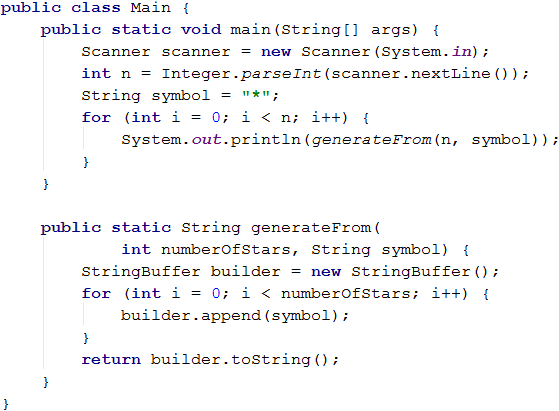 public class Main {
    public static void main(String[] args) {
        Scanner scanner = new Scanner(System.in);
        int n = Integer.parseInt(scanner.nextLine());
        String symbol = "*";
        for (int i = 0; i < n; i++) {
            System.out.println(generateFrom(n, symbol));
        }
    }

    public static String generateFrom(
            int numberOfStars, String symbol) {
        StringBuffer builder = new StringBuffer();
        for (int i = 0; i < numberOfStars; i++) {
            builder.append(symbol);
        }
        return builder.toString();
    }
}